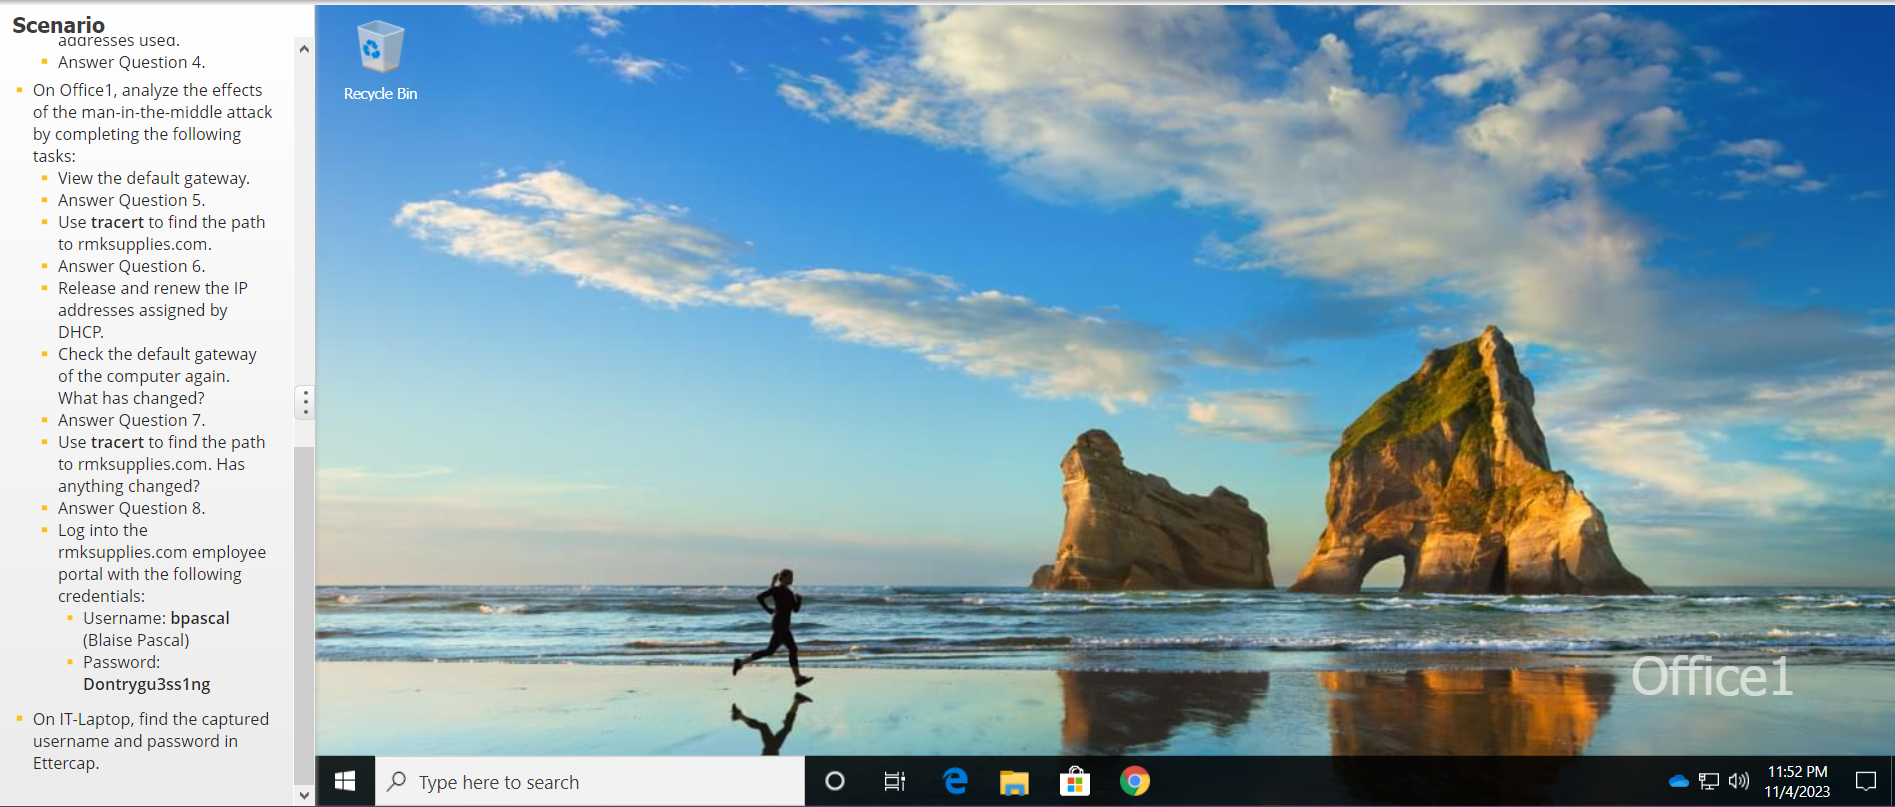 Scenario
addresses used.
Answer Question 4.
On Office1, analyze the effects
of the man-in-the-middle attack
by completing the following
tasks:
View the default gateway.
Answer Question 5.
Use tracert to find the path
to rmksupplies.com.
Answer Question 6.
Release and renew the IP
addresses assigned by
DHCP.
Check the default gateway
of the computer again.
What has changed?
Answer Question 7.
Use tracert to find the path
to rmksupplies.com. Has
anything changed?
Answer Question 8.
Log into the
rmksupplies.com employee
portal with the following
credentials:
Username: bpascal
(Blaise Pascal)
Password:
Dontrygu3ss1ng
On IT-Laptop, find the captured
username and password in
Ettercap.
Recycle Bin
Office1
Type here to search
11:52 PM
11/4/2023